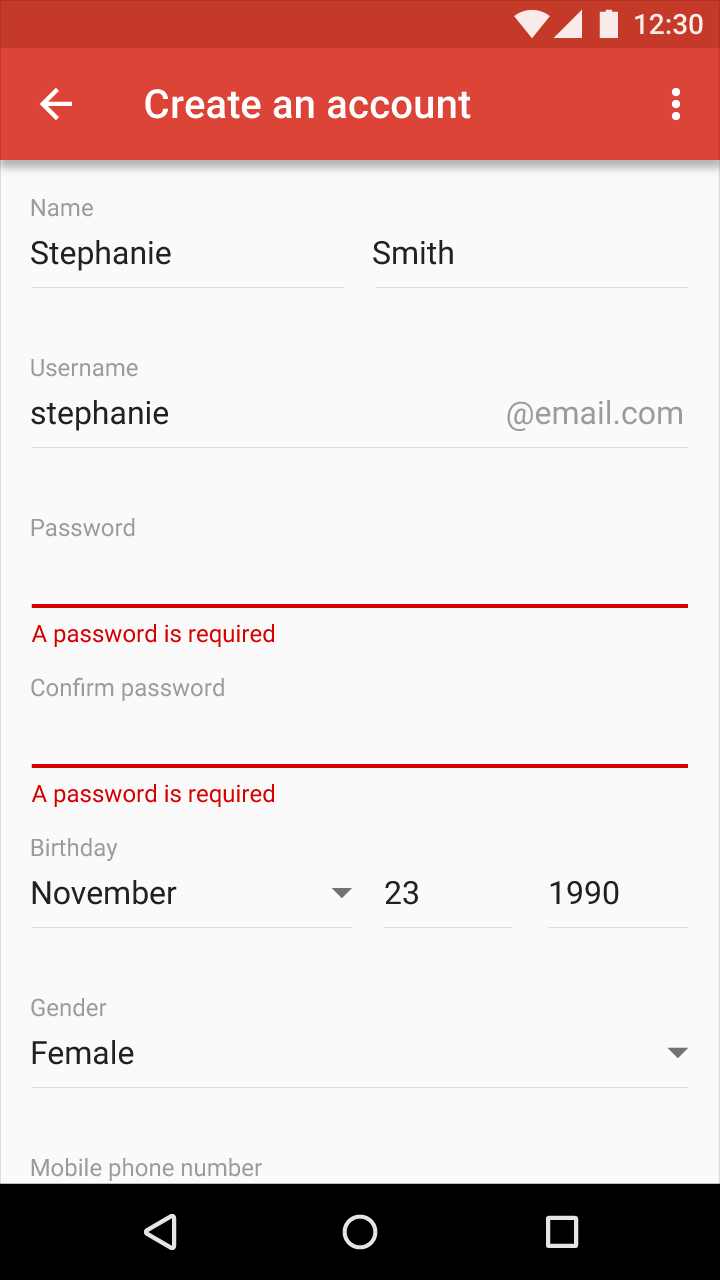 12:30
Create an account
Name
Stephanie Smith
Username
stephanie @email.com
Password
A password is required
Confirm password
A password is required
Birthday
November 23 1990
Gender
Female
Mobile phone number